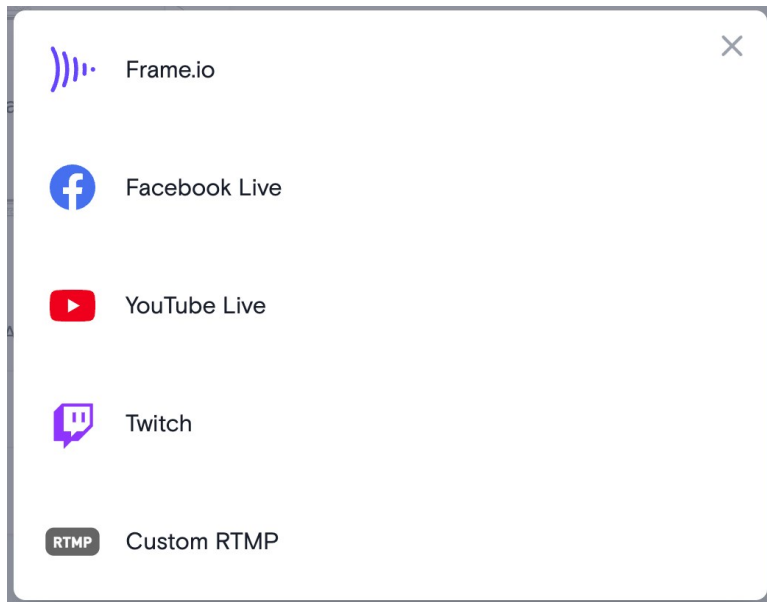 Frame.io
Facebook Live
YouTube Live
Twitch
RTMP Custom RTMP